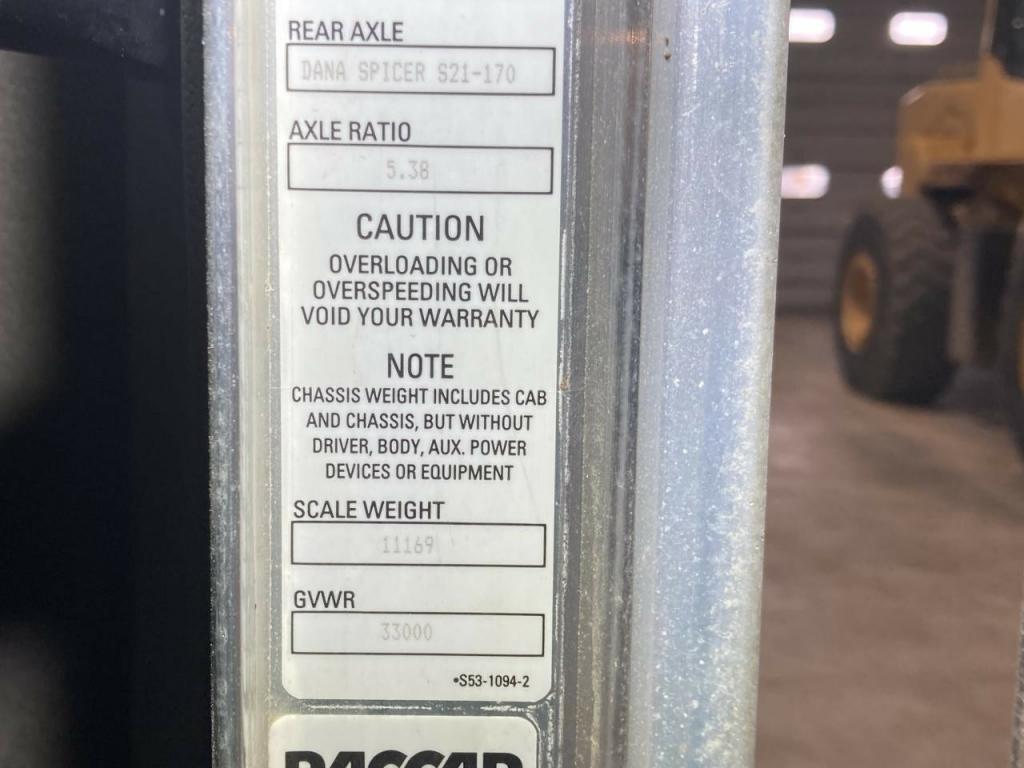 REAR AXLE
DANA SPICER S21-170
AXLE RATIO
5.38
CAUTION
OVERLOADING OR
OVERSPEEDING WILL
VOID YOUR WARRANTY
NOTE
CHASSIS WEIGHT INCLUDES CAB
AND CHASSIS, BUT WITHOUT
DRIVER, BODY, AUX. POWER
DEVICES OR EQUIPMENT
SCALE WEIGHT
11169
GVWR
33000
•S53-1094-2
PACCAR